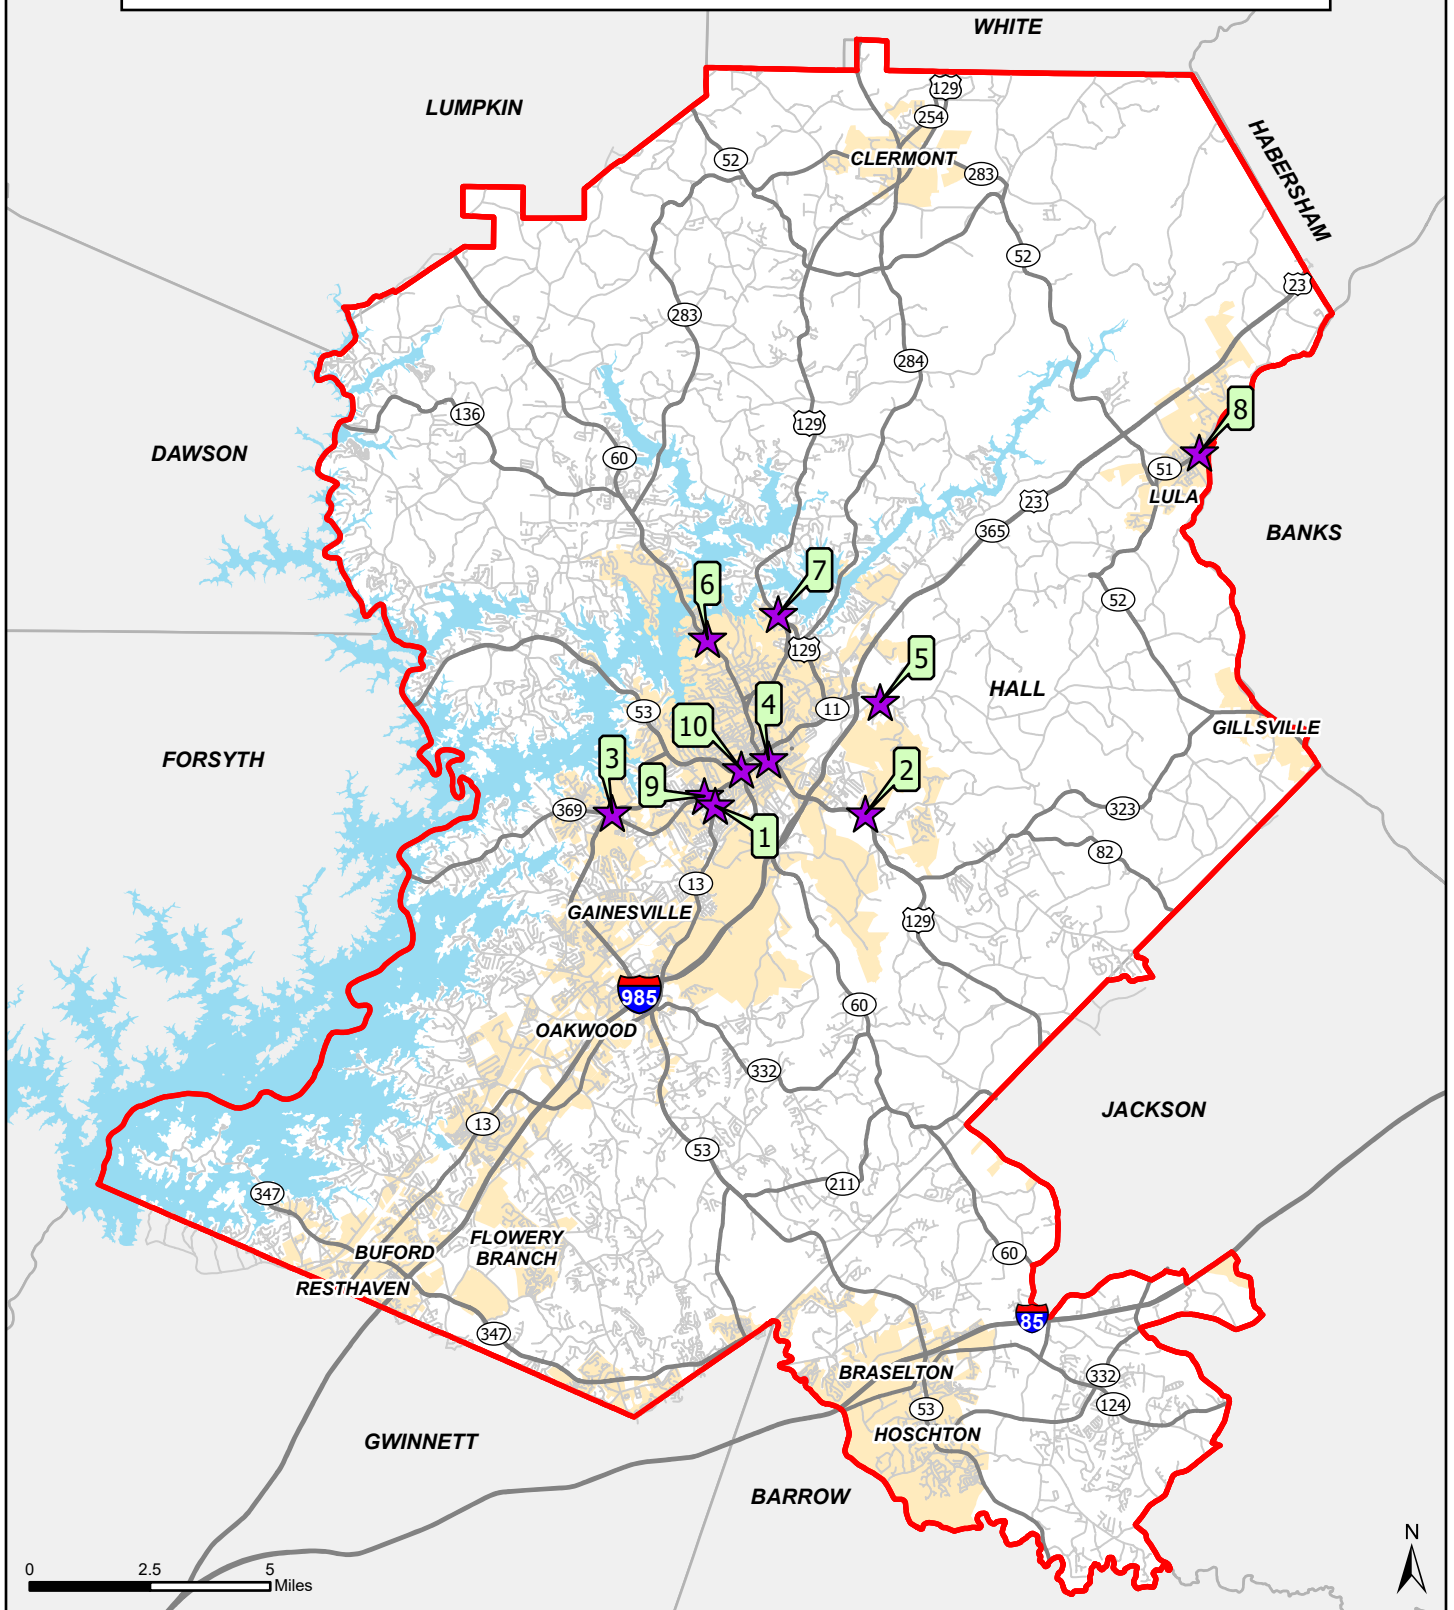 WHITE
129
LUMPKIN
254
HABERSHAM
52
CLERMONT
283
52
23
283
284
8
136
129
DAWSON
60
51
23
LULA
365
BANKS
7
6
52
129
5
HALL
4
11
53
10
GILLSVILLE
FORSYTH
3
2
9
369
323
1
82
13
GAINESVILLE
129
985
60
OAKWOOD
332
JACKSON
13
53
211
347
FLOWERY
BRANCH
BUFORD
60
RESTHAVEN
85
347
BRASELTON
332
124
53
HOSCHTON
GWINNETT
BARROW
N
0 2.5 5
Miles